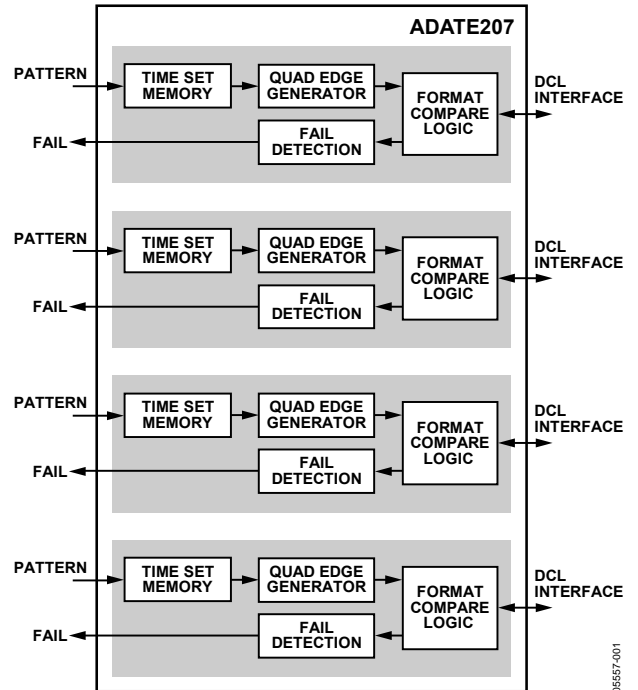 ADATE207
PATTERN
TIME SET
MEMORY
QUAD EDGE
GENERATOR
FORMAT
COMPARE
LOGIC
DCL
INTERFACE
FAIL
DETECTION
FAIL
PATTERN
TIME SET
MEMORY
QUAD EDGE
GENERATOR
FORMAT
COMPARE
LOGIC
DCL
INTERFACE
FAIL
DETECTION
FAIL
PATTERN
TIME SET
MEMORY
QUAD EDGE
GENERATOR
FORMAT
COMPARE
LOGIC
DCL
INTERFACE
FAIL
DETECTION
FAIL
PATTERN
TIME SET
MEMORY
QUAD EDGE
GENERATOR
FORMAT
COMPARE
LOGIC
DCL
INTERFACE
FAIL
DETECTION
FAIL
05557-001